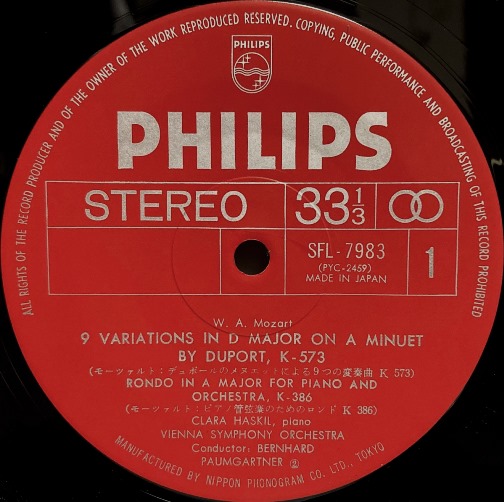 ALL RIGHTS OF THE RECORD PRODUCER AND OF THE OWNER OF THE WORK REPRODUCED RESERVED. COPYING, PUBLIC PERFORMANCE AND BROADCASTING OF THIS RECORD PROHIBITED
PHILIPS
PHILIPS
STEREO 33 1/3
SFL-7983 1
(PYC-2459)
MADE IN JAPAN
W. A. Mozart
9 VARIATIONS IN D MAJOR ON A MINUET
BY DUPORT, K-573
(モーツァルト：デュポールのメヌエットによる9つの変奏曲 K 573)
RONDO IN A MAJOR FOR PIANO AND
ORCHESTRA, K-386
(モーツァルト：ピアノ管弦楽のためのロンド K 386)
CLARA HASKIL, piano
VIENNA SYMPHONY ORCHESTRA
Conductor: BERNHARD
PAUMGARTNER
MANUFACTURED BY NIPPON PHONOGRAM CO. LTD., TOKYO